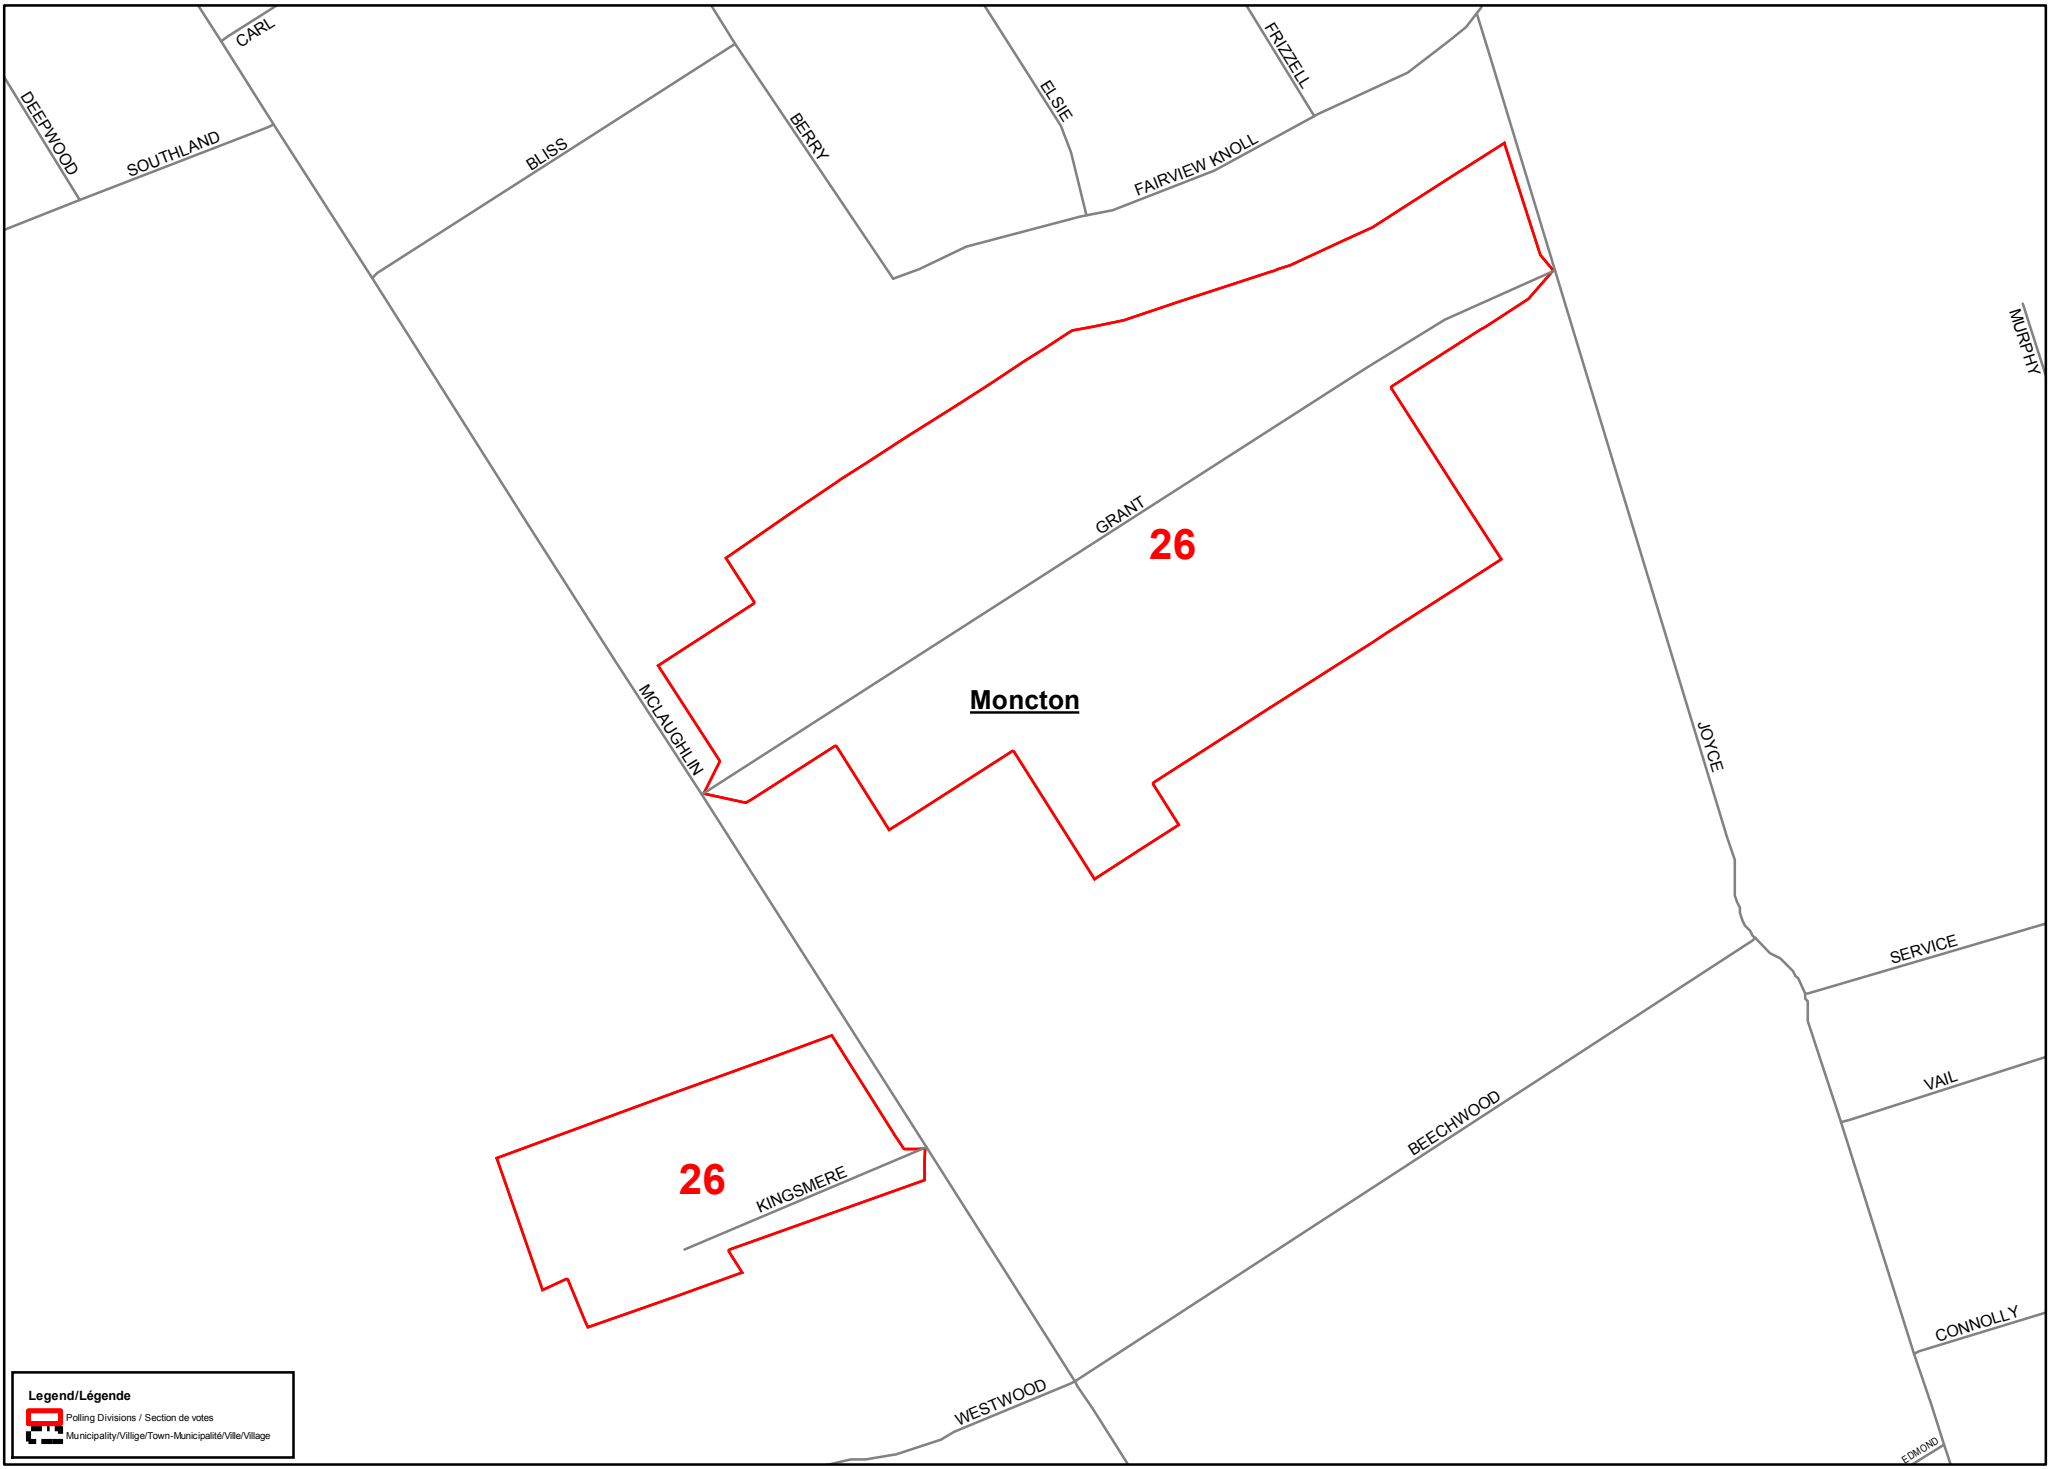 CARL
FRIZZELL
DEEPWOOD
ELSIE
SOUTHLAND
BLISS
BERRY
FAIRVIEW KNOLL
MURPHY
GRANT
26
MCLAUGHLIN
Moncton
JOYCE
SERVICE
VAIL
BEECHWOOD
26
KINGSMERE
CONNOLLY
WESTWOOD
EDMOND
Legend/Légende
Polling Divisions / Section de votes
Municipality/Villige/Town-Municipalité/Ville/Village